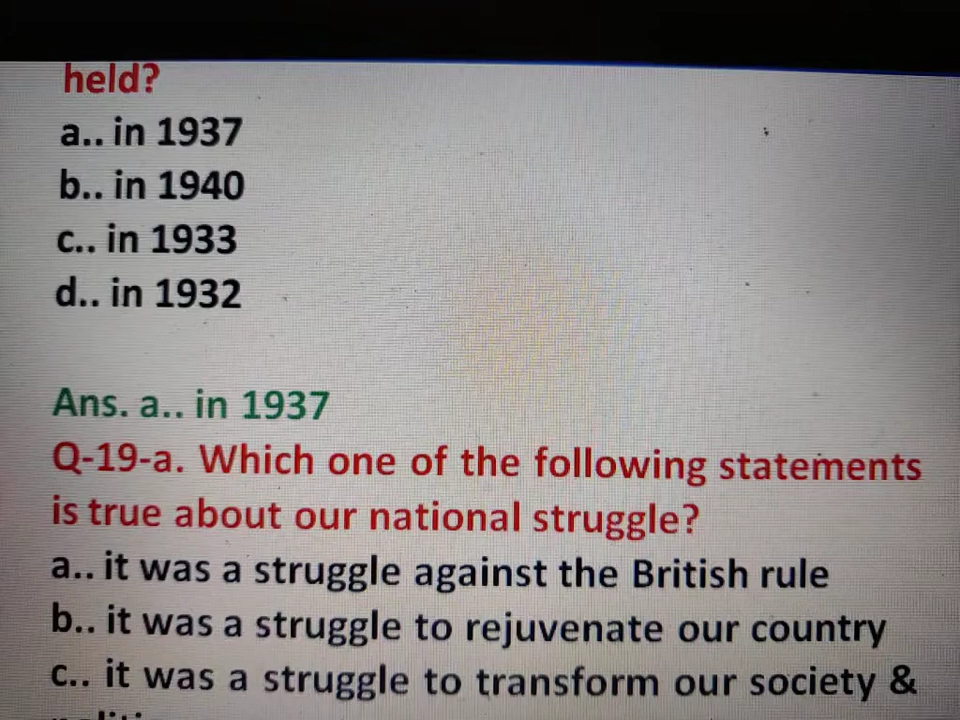 held?
a.. in 1937
b.. in 1940
c.. in 1933
d.. in 1932
Ans. a.. in 1937
Q-19-a. Which one of the following statements
is true about our national struggle?
a.. it was a struggle against the British rule
b.. it was a struggle to rejuvenate our country
c.. it was a struggle to transform our society &